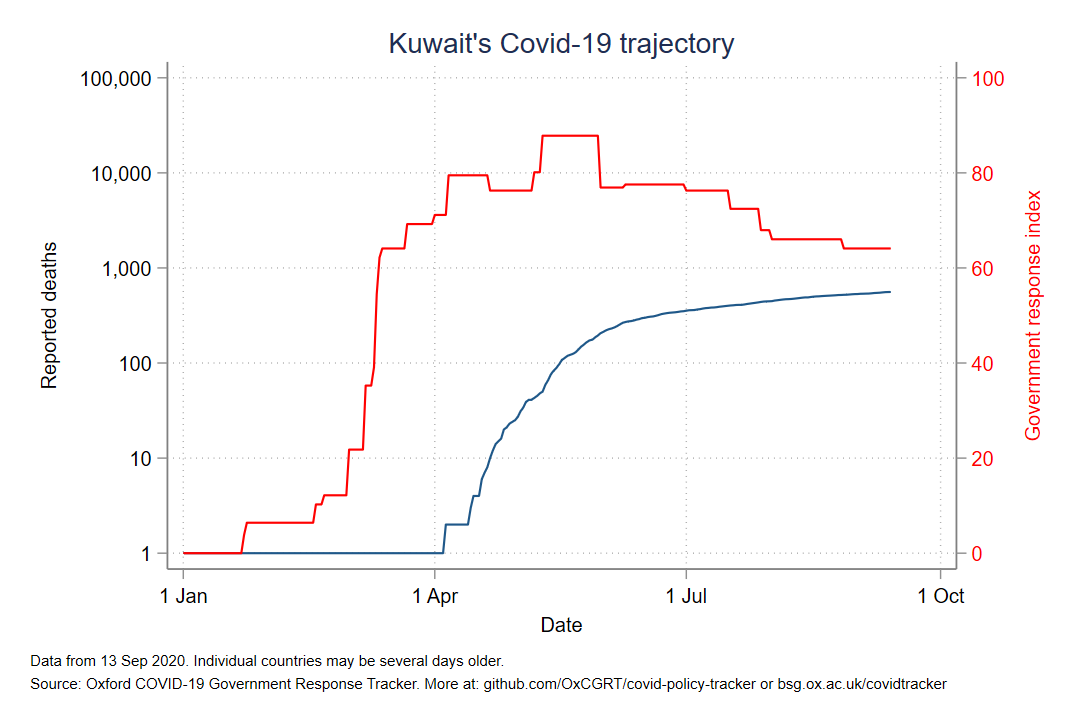 Kuwait's Covid-19 trajectory
100,000
10,000
1,000
100
10
1
Reported deaths
100
80
60
40
20
0
Government response index
1 Jan
1 Apr
1 Jul
1 Oct
Date
Data from 13 Sep 2020. Individual countries may be several days older.
Source: Oxford COVID-19 Government Response Tracker. More at: github.com/OxCGRT/covid-policy-tracker or bsg.ox.ac.uk/covidtracker